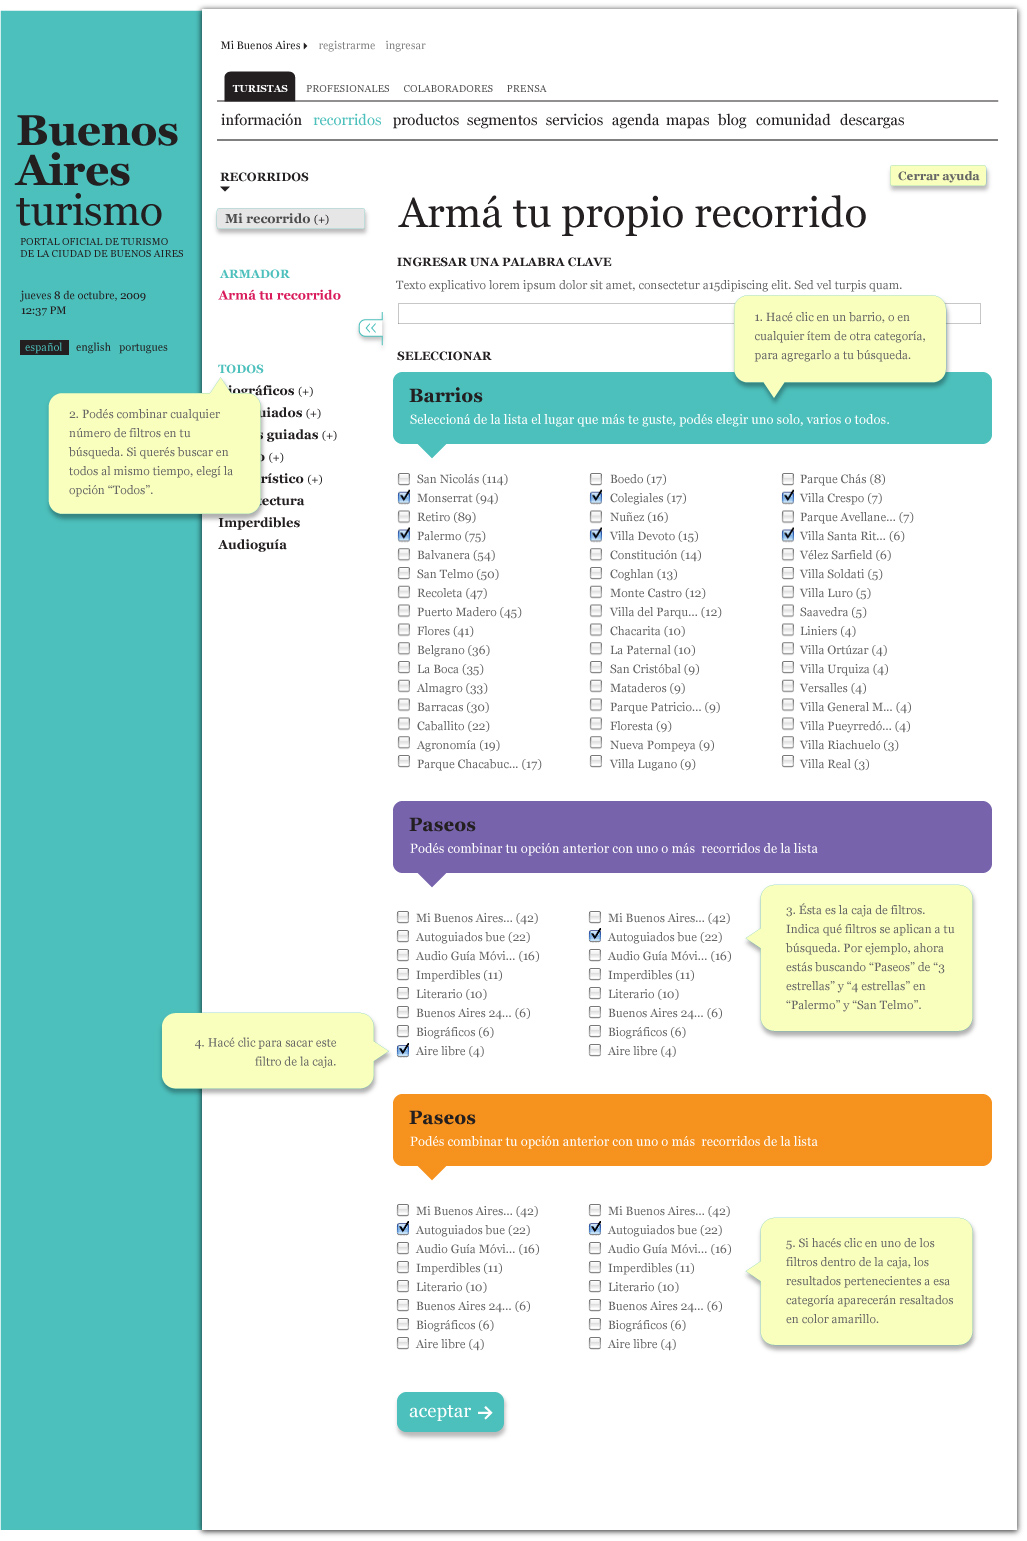 Mi Buenos Aires registrarme ingresar
TURISTAS PROFESIONALES COLABORADORES PRENSA
información recorridos productos segmentos servicios agenda mapas blog comunidad descargas
Buenos
Aires
turismo
PORTAL OFICIAL DE TURISMO
DE LA CIUDAD DE BUENOS AIRES
jueves 8 de octubre, 2009
12:37 PM
español english portugues
RECORRIDOS
Mi recorrido (+)
ARMADOR
Armá tu recorrido
TODOS
iográficos (+)
uiados (+)
s guiadas (+)
o (+)
rístico (+)
ectura
Imperdibles
Audioguía
2. Podés combinar cualquier
número de filtros en tu
búsqueda. Si querés buscar en
todos al mismo tiempo, elegí la
opción “Todos”.
Cerrar ayuda
Armá tu propio recorrido
INGRESAR UNA PALABRA CLAVE
Texto explicativo lorem ipsum dolor sit amet, consectetur a15dipiscing elit. Sed vel turpis quam.
1. Hacé clic en un barrio, o en
cualquier ítem de otra categoría,
para agregarlo a tu búsqueda.
SELECCIONAR
Barrios
Seleccioná de la lista el lugar que más te guste, podés elegir uno solo, varios o todos.
San Nicolás (114)
Monserrat (94)
Retiro (89)
Palermo (75)
Balvanera (54)
San Telmo (50)
Recoleta (47)
Puerto Madero (45)
Flores (41)
Belgrano (36)
La Boca (35)
Almagro (33)
Barracas (30)
Caballito (22)
Agronomía (19)
Parque Chacabuc... (17)
Boedo (17)
Colegiales (17)
Nuñez (16)
Villa Devoto (15)
Constitución (14)
Coghlan (13)
Monte Castro (12)
Villa del Parqu... (12)
Chacarita (10)
La Paternal (10)
San Cristóbal (9)
Mataderos (9)
Parque Patricio... (9)
Floresta (9)
Nueva Pompeya (9)
Villa Lugano (9)
Parque Chás (8)
Villa Crespo (7)
Parque Avellane... (7)
Villa Santa Rit... (6)
Vélez Sarfield (6)
Villa Soldati (5)
Villa Luro (5)
Saavedra (5)
Liniers (4)
Villa Ortúzar (4)
Villa Urquiza (4)
Versalles (4)
Villa General M... (4)
Villa Pueyrredó... (4)
Villa Riachuelo (3)
Villa Real (3)
Paseos
Podés combinar tu opción anterior con uno o más recorridos de la lista
Mi Buenos Aires... (42)
Autoguiados bue (22)
Audio Guía Móvi... (16)
Imperdibles (11)
Literario (10)
Buenos Aires 24... (6)
Biográficos (6)
Aire libre (4)
Mi Buenos Aires... (42)
Autoguiados bue (22)
Audio Guía Móvi... (16)
Imperdibles (11)
Literario (10)
Buenos Aires 24... (6)
Biográficos (6)
Aire libre (4)
3. Ésta es la caja de filtros.
Indica qué filtros se aplican a tu
búsqueda. Por ejemplo, ahora
estás buscando “Paseos” de “3
estrellas” y “4 estrellas” en
“Palermo” y “San Telmo”.
4. Hacé clic para sacar este
filtro de la caja.
Paseos
Podés combinar tu opción anterior con uno o más recorridos de la lista
Mi Buenos Aires... (42)
Autoguiados bue (22)
Audio Guía Móvi... (16)
Imperdibles (11)
Literario (10)
Buenos Aires 24... (6)
Biográficos (6)
Aire libre (4)
Mi Buenos Aires... (42)
Autoguiados bue (22)
Audio Guía Móvi... (16)
Imperdibles (11)
Literario (10)
Buenos Aires 24... (6)
Biográficos (6)
Aire libre (4)
5. Si hacés clic en uno de los
filtros dentro de la caja, los
resultados pertenecientes a esa
categoría aparecerán resaltados
en color amarillo.
aceptar